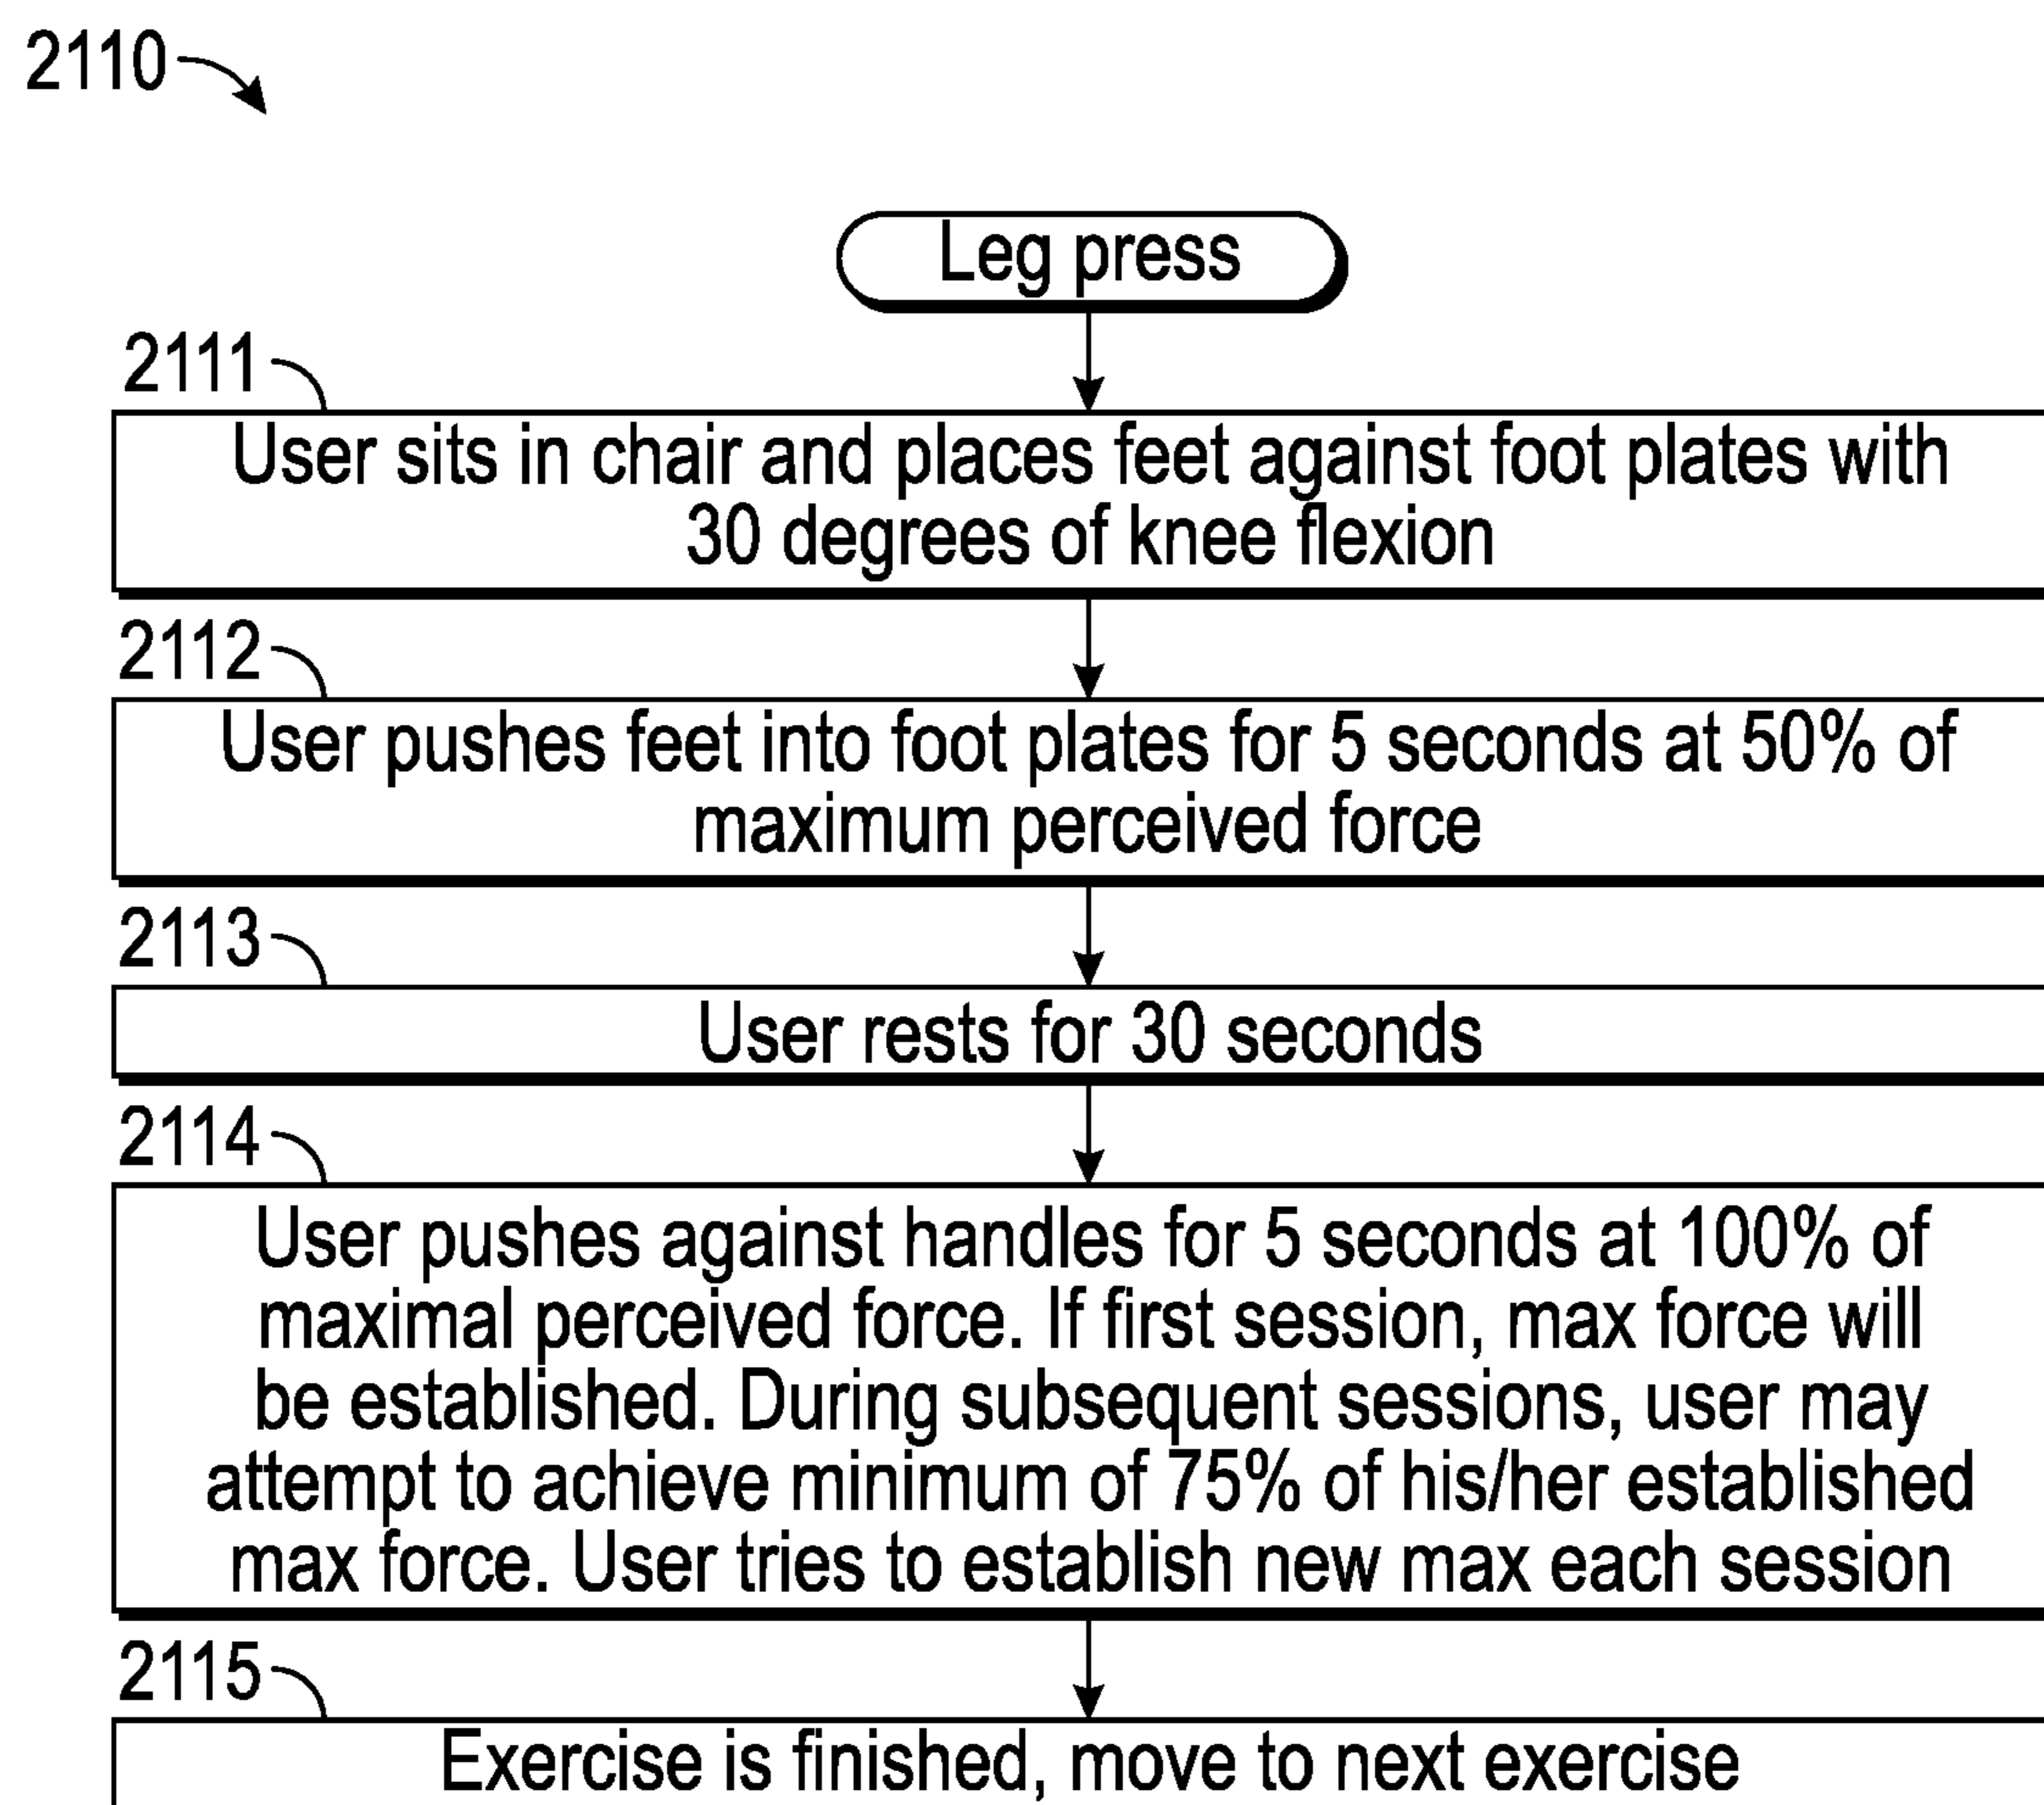 2110
Leg press
2111
User sits in chair and places feet against foot plates with
30 degrees of knee flexion
2112
User pushes feet into foot plates for 5 seconds at 50% of
maximum perceived force
2113
User rests for 30 seconds
2114
User pushes against handles for 5 seconds at 100% of
maximal perceived force. If first session, max force will
be established. During subsequent sessions, user may
attempt to achieve minimum of 75% of his/her established
max force. User tries to establish new max each session
2115
Exercise is finished, move to next exercise